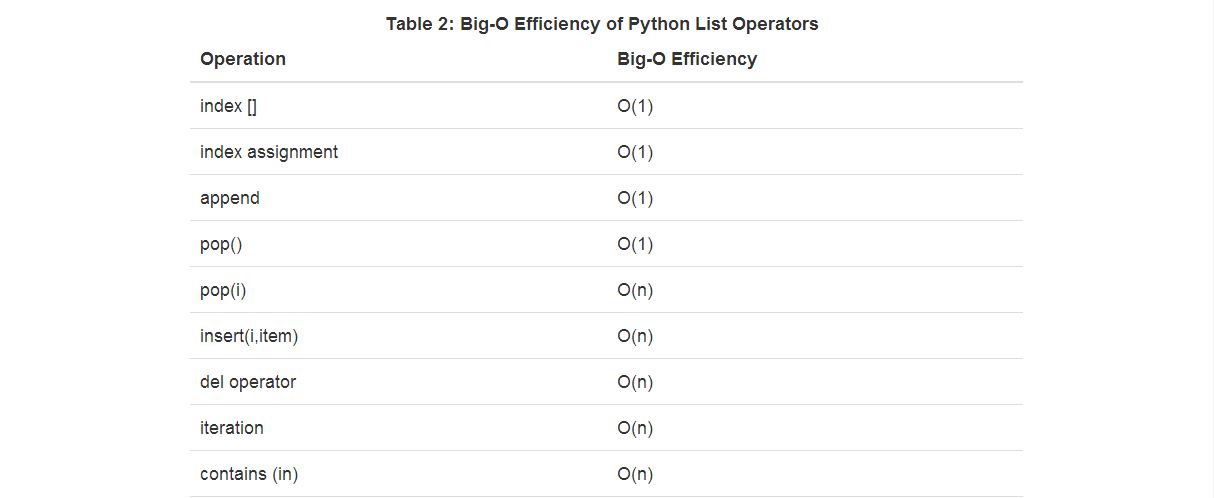 Table 2: Big-O Efficiency of Python List Operators
Operation Big-O Efficiency
index [] O(1)
index assignment O(1)
append O(1)
pop() O(1)
pop(i) O(n)
insert(i,item) O(n)
del operator O(n)
iteration O(n)
contains (in) O(n)